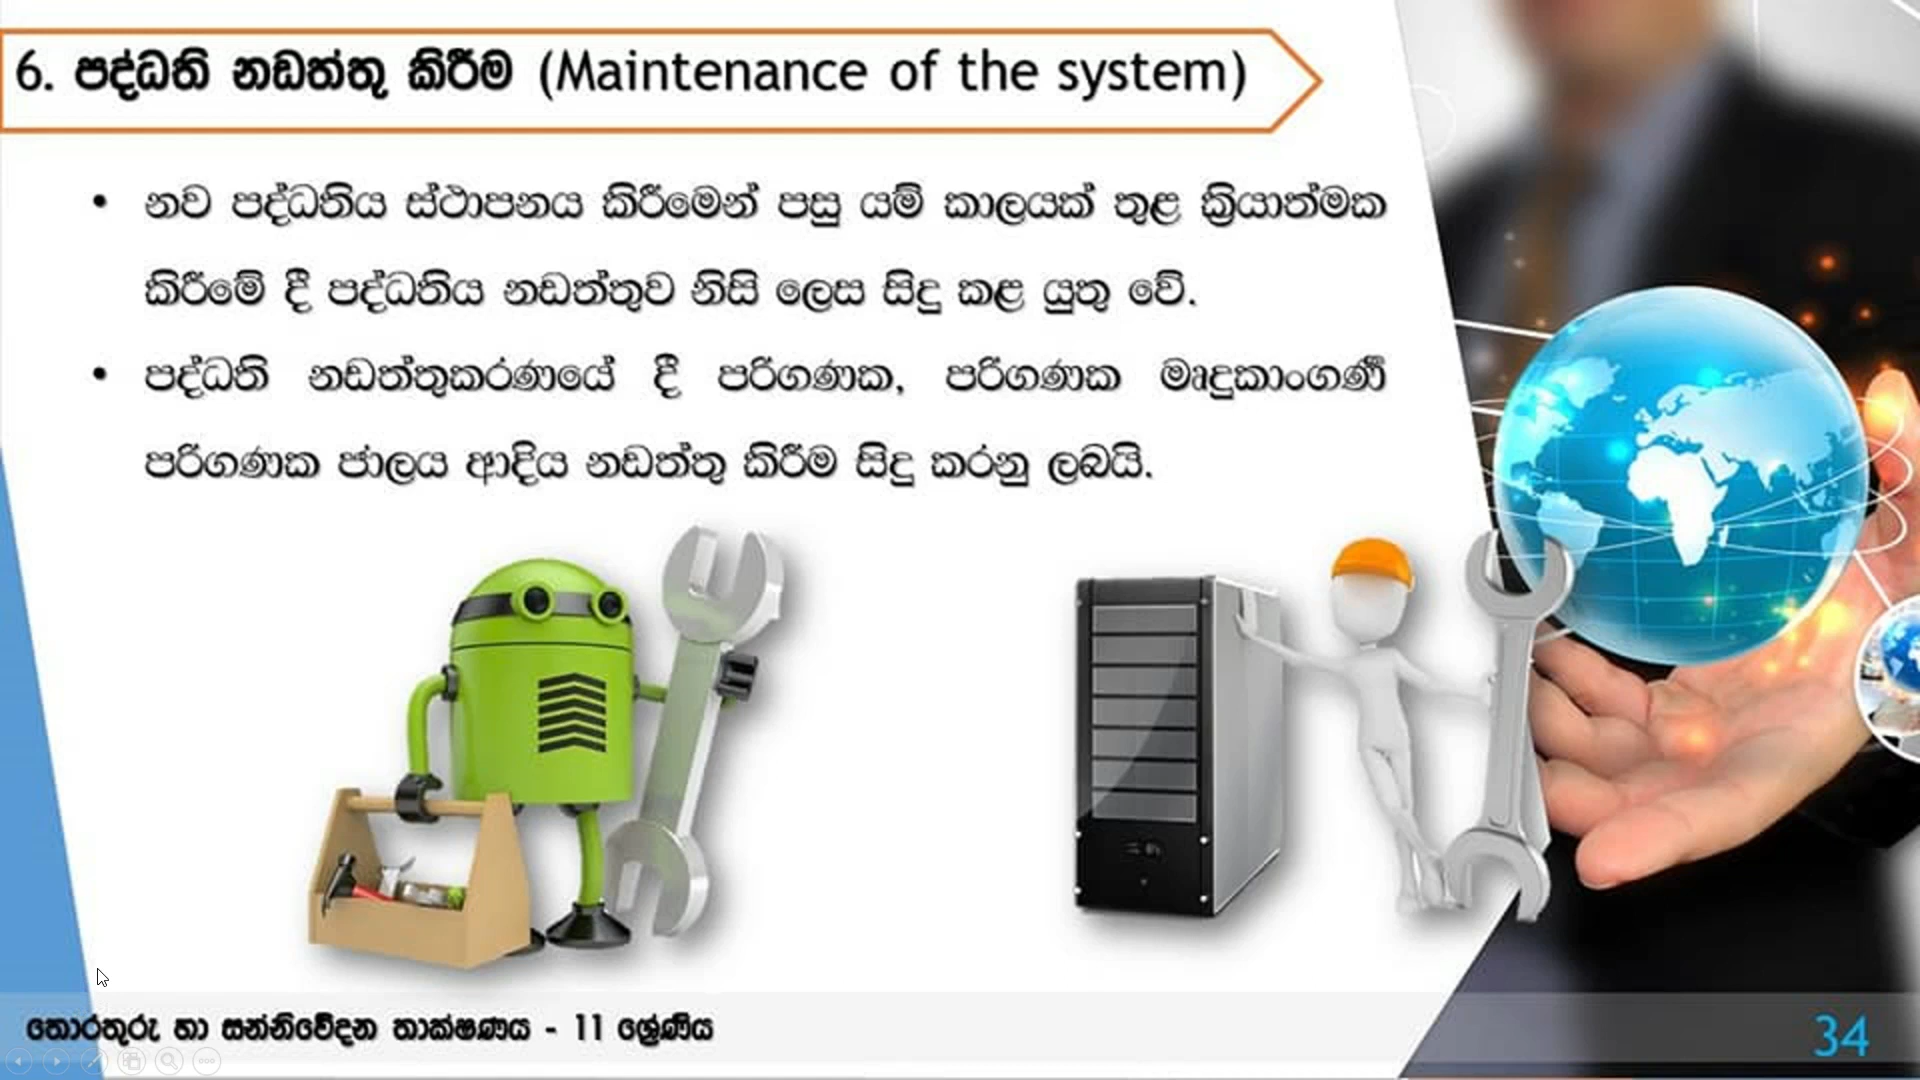 6. පද්ධති නඩත්තු කිරීම (Maintenance of the system)
• නව පද්ධතිය ස්ථාපනය කිරීමෙන් පසු යම් කාලයක් තුළ ක්‍රියාත්මක
කිරීමේ දී පද්ධතිය නඩත්තුව නිසි ලෙස සිදු කළ යුතු වේ.
• පද්ධති නඩත්තුකරණයේ දී පරිගණක, පරිගණක මෘදුකාංගණී
පරිගණක ජාලය ආදිය නඩත්තු කිරීම සිදු කරනු ලබයි.
තොරතුරු හා සන්නිවේදන තාක්ෂණය - 11 ශ්‍රේණිය
34